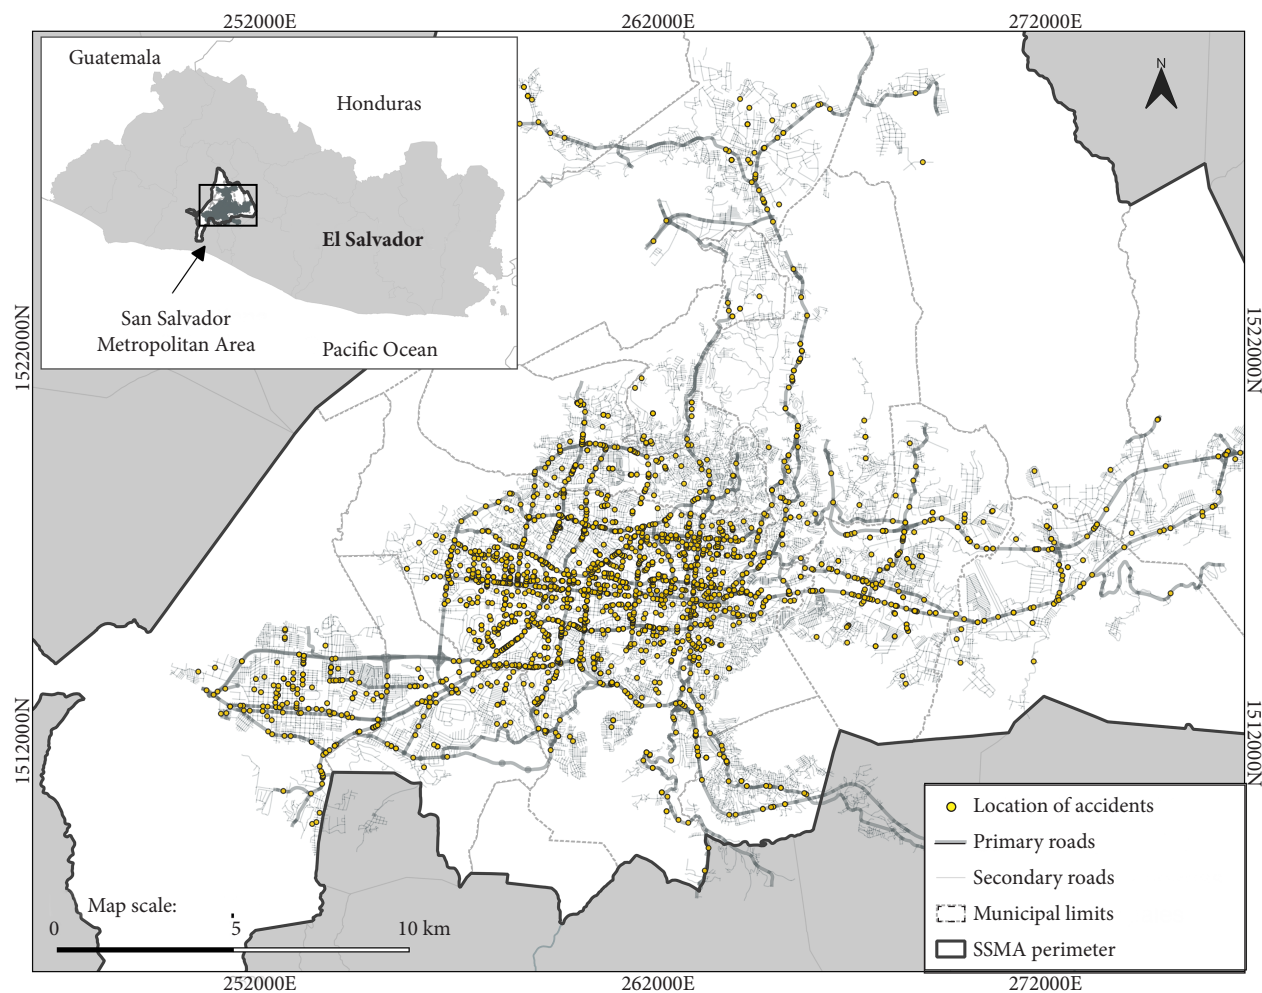 252000E 262000E 272000E
Guatemala
Honduras
El Salvador
San Salvador
Metropolitan Area
Pacific Ocean
N
1522000N
1522000N
1512000N
1512000N
Map scale:
0 5 10 km
Location of accidents
Primary roads
Secondary roads
Municipal limits
SSMA perimeter
252000E 262000E 272000E